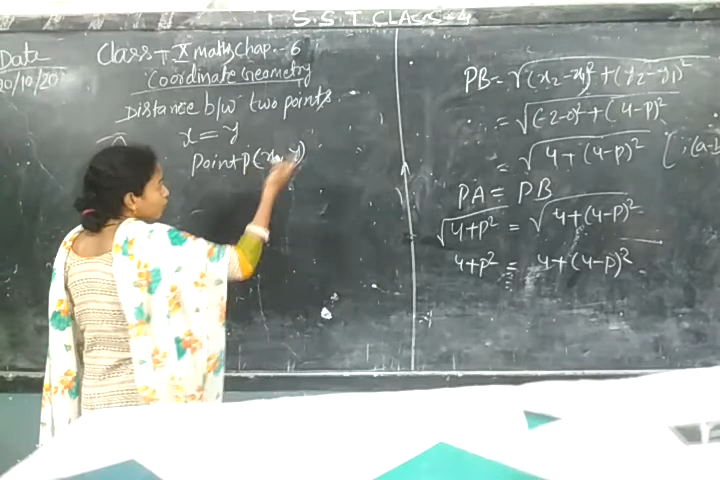 S.S.T CLASS-4
Date
20/10/20
Class-X maths Chap.-6
Coordinate Geometry
Distance b/w two points.
x = y
Point P(x, y)
PB = √(x₂-x₁)² + (y₂-y₁)²
= √(-2-0)² + (4-P)²
= √4 + (4-P)² [∵(a-b
PA = PB
√4+P² = √4+(4-P)²
4+P² = 4+(4-P)²